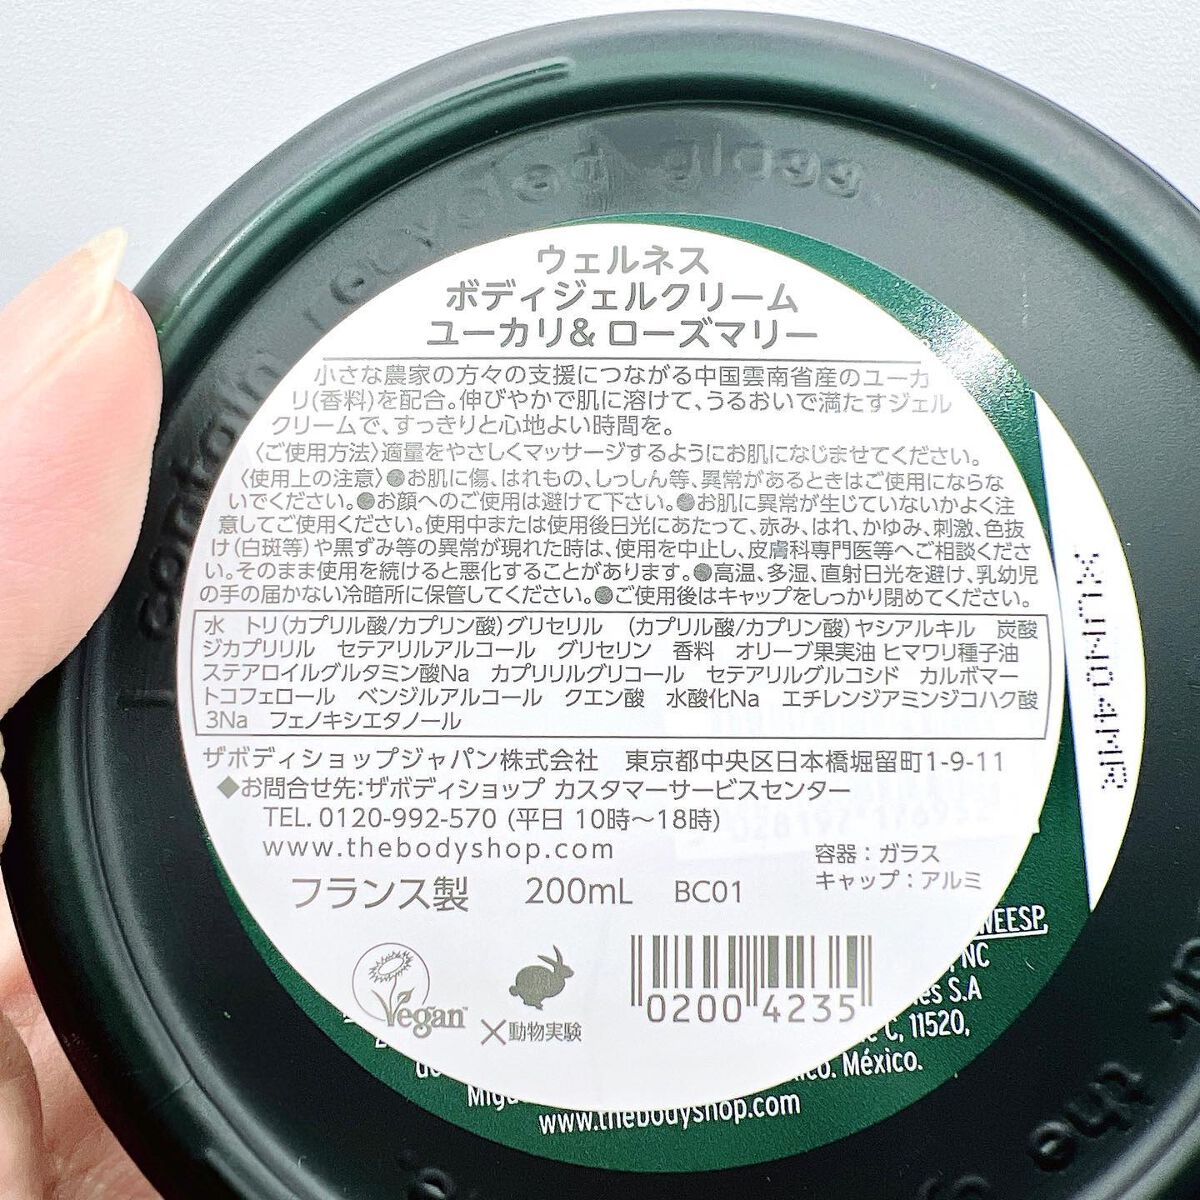 I contain recycled glass.
ウェルネス
ボディジェルクリーム
ユーカリ& ローズマリー
小さな農家の方々の支援につながる中国雲南省産のユーカ
リ(香料)を配合。伸びやかで肌に溶けて、うるおいで満たすジェル
クリームで、すっきりと心地よい時間を。
〈ご使用方法〉適量をやさしくマッサージするようにお肌になじませてください。
〈使用上の注意〉●お肌に傷、はれもの、しっしん等、異常があるときはご使用にならな
いでください。●お顔へのご使用は避けて下さい。●お肌に異常が生じていないかよく注
意してご使用ください。使用中または使用後日光にあたって、赤み、はれ、かゆみ、刺激、色抜
け(白斑等)や黒ずみ等の異常が現れた時は、使用を中止し、皮膚科専門医等へご相談くださ
い。そのまま使用を続けると悪化することがあります。●高温、多湿、直射日光を避け、乳幼児
の手の届かない冷暗所に保管してください。●ご使用後はキャップをしっかり閉めてください。
水　トリ(カプリル酸/カプリン酸)グリセリル　(カプリル酸/カプリン酸)ヤシアルキル　炭酸
ジカプリリル　セテアリルアルコール　グリセリン　香料　オリーブ果実油 ヒマワリ種子油
ステアロイルグルタミン酸Na　カプリリルグリコール　セテアリルグルコシド　カルボマー
トコフェロール　ベンジルアルコール　クエン酸　水酸化Na　エチレンジアミンジコハク酸
3Na　フェノキシエタノール
ザボディショップジャパン株式会社　東京都中央区日本橋堀留町1-9-11
◆お問合せ先:ザボディショップ カスタマーサービスセンター
TEL. 0120-992-570 (平日 10時〜18時)
www.thebodyshop.com
容器：ガラス
キャップ：アルミ
フランス製　200mL　BC01
Vegan™
×動物実験
0200 4235
WEESP,
, NC
es S.A
C, 11520,
México.
www.thebodyshop.com
the